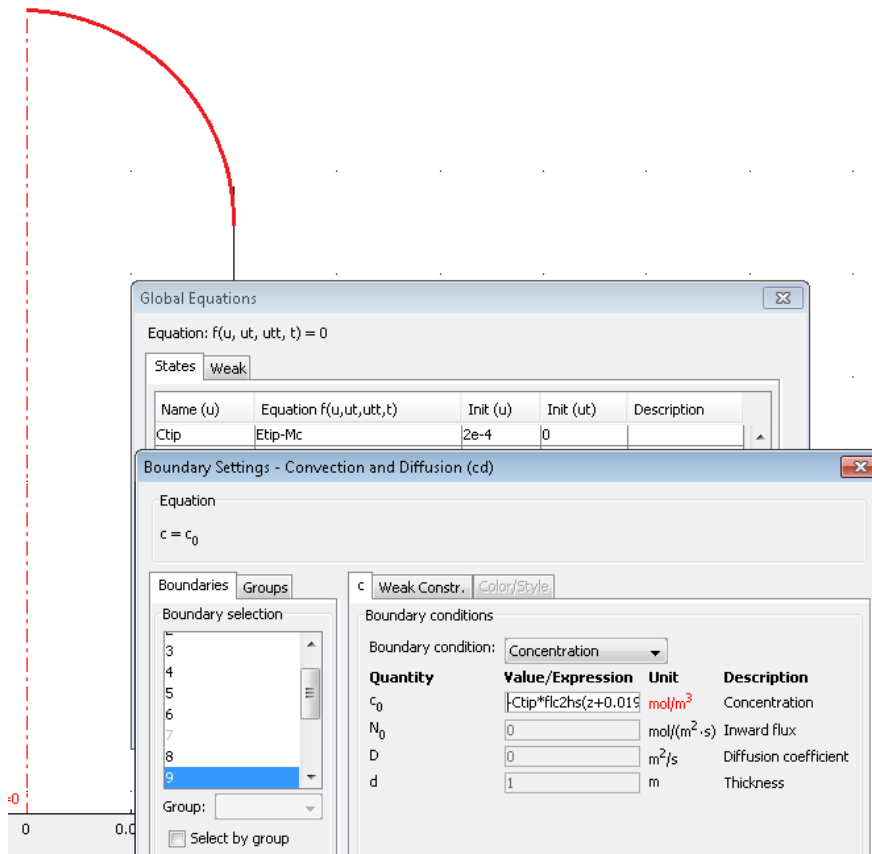 Global Equations
Equation: f(u, ut, utt, t) = 0
States Weak
Name (u) Equation f(u,ut,utt,t) Init (u) Init (ut) Description
Ctip Etip-Mc 2e-4 0
Boundary Settings - Convection and Diffusion (cd)
Equation
c = c0
Boundaries Groups
c Weak Constr. Color/Style
Boundary selection
Boundary conditions
3
4
5
6
7
8
9
Boundary condition: Concentration
Quantity Value/Expression Unit Description
c0 -Ctip*flc2hs(z+0.019 mol/m3 Concentration
N0 0 mol/(m2·s) Inward flux
D 0 m2/s Diffusion coefficient
d 1 m Thickness
Group:
Select by group
=0
0 0.0